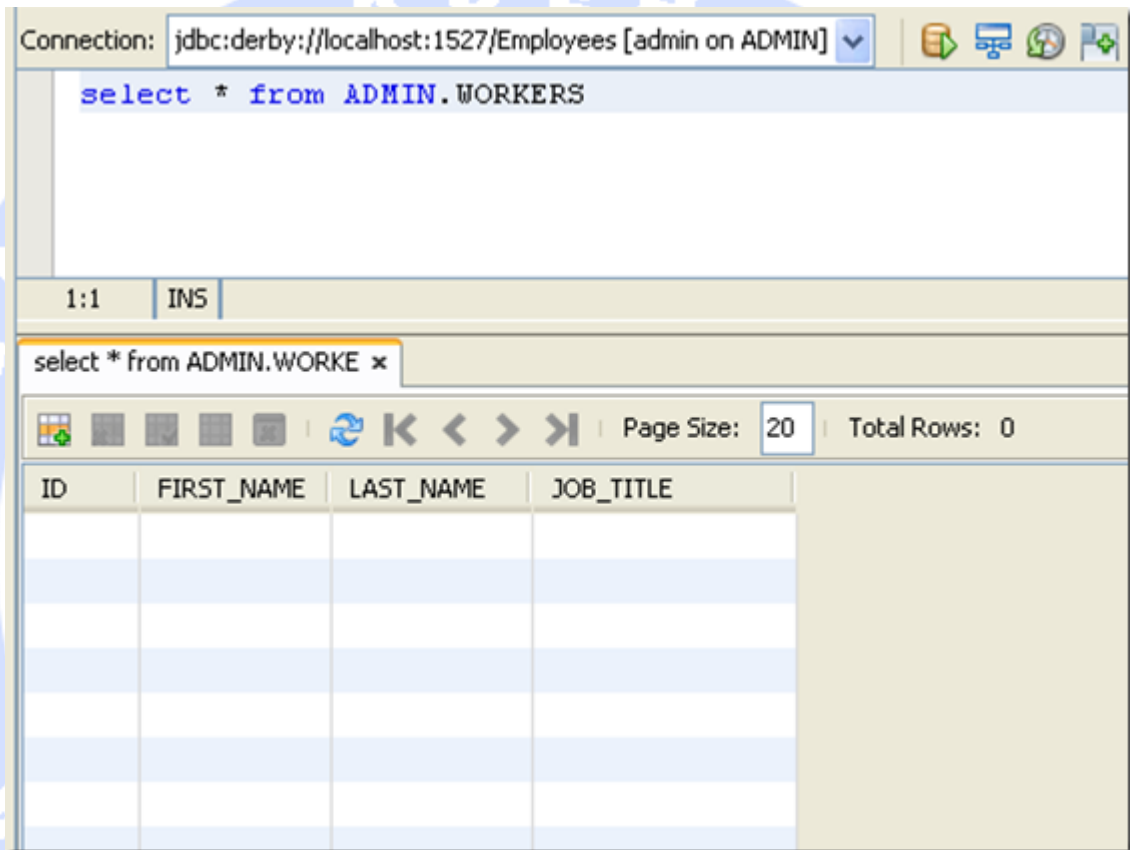 Connection: jdbc:derby://localhost:1527/Employees [admin on ADMIN]
select * from ADMIN.WORKERS
1:1 INS
select * from ADMIN.WORKE ×
Page Size: 20 Total Rows: 0
ID FIRST_NAME LAST_NAME JOB_TITLE